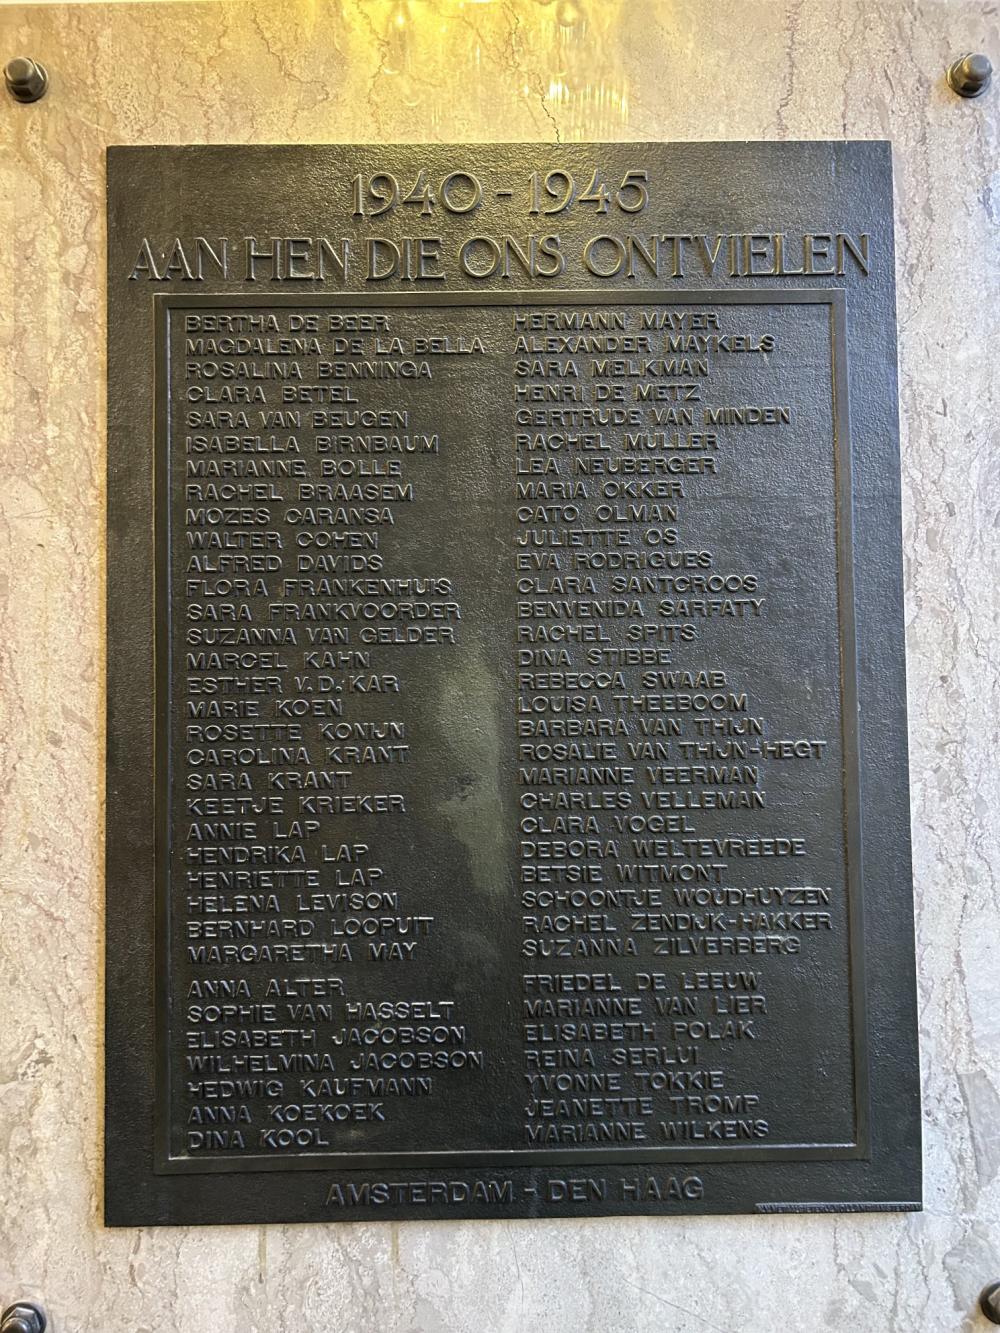 1940 - 1945
AAN HEN DIE ONS ONTVIELEN
BERTHA DE BEER
MAGDALENA DE LA BELLA
ROSALINA BENNINGA
CLARA BETEL
SARA VAN BEUGEN
ISABELLA BIRNBAUM
MARIANNE BOLLE
RACHEL BRAASEM
MOZES CARANSA
WALTER COHEN
ALFRED DAVIDS
FLORA FRANKENHUIS
SARA FRANKVOORDER
SUZANNA VAN GELDER
MARCEL KAHN
ESTHER V.D. KAR
MARIE KOEN
ROSETTE KONIJN
CAROLINA KRANT
SARA KRANT
KEETJE KRIEKER
ANNIE LAP
HENDRIKA LAP
HENRIETTE LAP
HELENA LEVISON
BERNHARD LOOPUIT
MARGARETHA MAY
ANNA ALTER
SOPHIE VAN HASSELT
ELISABETH JACOBSON
WILHELMINA JACOBSON
HEDWIG KAUFMANN
ANNA KOEKOEK
DINA KOOL
HERMANN MAYER
ALEXANDER MAYKELS
SARA MELKMAN
HENRI DE METZ
GERTRUDE VAN MINDEN
RACHEL MULLER
LEA NEUBERGER
MARIA OKKER
CATO OLMAN
JULIETTE OS
EVA RODRIGUES
CLARA SANTCROOS
BENVENIDA SARFATY
RACHEL SPITS
DINA STIBBE
REBECCA SWAAB
LOUISA THEEBOOM
BARBARA VAN THIJN
ROSALIE VAN THIJN-HEGT
MARIANNE VEERMAN
CHARLES VELLEMAN
CLARA VOGEL
DEBORA WELTEVREEDE
BETSIE WITMONT
SCHOONTJE WOUDHUYZEN
RACHEL ZENDIJK-HAKKER
SUZANNA ZILVERBERG
FRIEDEL DE LEEUW
MARIANNE VAN LIER
ELISABETH POLAK
REINA SERLUI
YVONNE TOKKIE
JEANETTE TROMP
MARIANNE WILKENS
AMSTERDAM - DEN HAAG